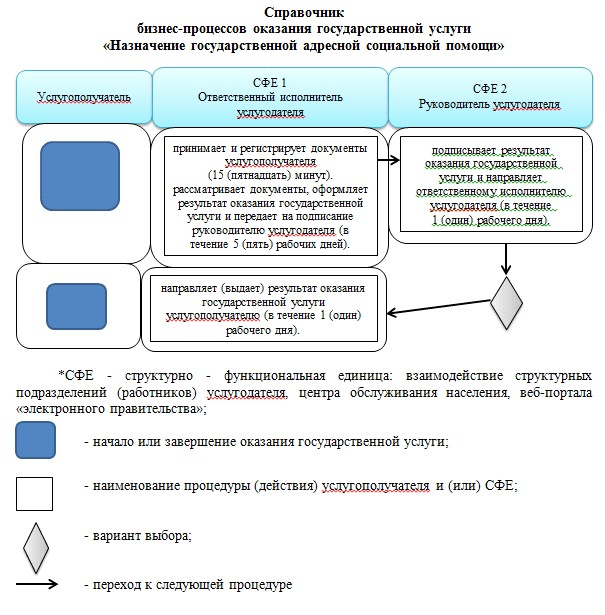 Справочник
бизнес-процессов оказания государственной услуги
«Назначение государственной адресной социальной помощи»
Услугополучатель
СФЕ 1
Ответственный исполнитель
услугодателя
СФЕ 2
Руководитель услугодателя
принимает и регистрирует документы
услугополучателя
(15 (пятнадцать) минут).
рассматривает документы, оформляет
результат оказания государственной
услуги и передает на подписание
руководителю услугодателя (в
течение 5 (пять) рабочих дней).
подписывает результат
оказания государственной
услуги и направляет
ответственному исполнителю
услугодателя (в течение
1 (один) рабочего дня).
направляет (выдает) результат оказания
государственной услуги
услугополучателю (в течение 1 (один)
рабочего дня).
*СФЕ - структурно - функциональная единица: взаимодействие структурных
подразделений (работников) услугодателя, центра обслуживания населения, веб-портала
«электронного правительства»;
- начало или завершение оказания государственной услуги;
- наименование процедуры (действия) услугополучателя и (или) СФЕ;
- вариант выбора;
- переход к следующей процедуре